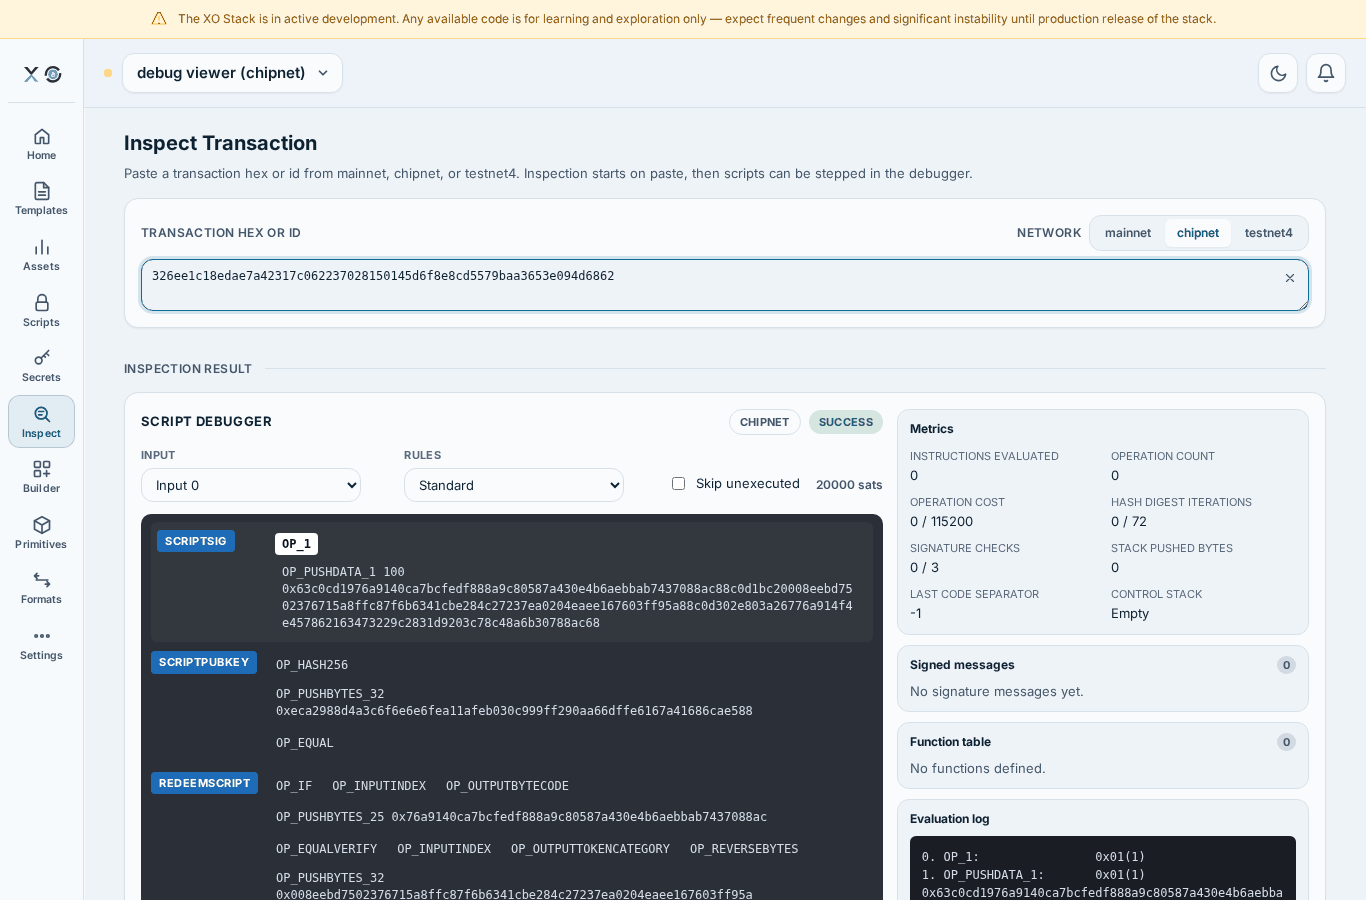 The XO Stack is in active development. Any available code is for learning and exploration only — expect frequent changes and significant instability until production release of the stack.
XO
debug viewer (chipnet)
Home
Templates
Assets
Scripts
Secrets
Inspect
Builder
Primitives
Formats
Settings
Inspect Transaction
Paste a transaction hex or id from mainnet, chipnet, or testnet4. Inspection starts on paste, then scripts can be stepped in the debugger.
TRANSACTION HEX OR ID
NETWORK mainnet chipnet testnet4
326ee1c18edae7a42317c062237028150145d6f8e8cd5579baa3653e094d6862
INSPECTION RESULT
SCRIPT DEBUGGER
CHIPNET SUCCESS
INPUT
RULES
Input 0
Standard
Skip unexecuted 20000 sats
SCRIPTSIG
OP_1
OP_PUSHDATA_1 100
0x63c0cd1976a9140ca7bcfedf888a9c80587a430e4b6aebbab7437088ac88c0d1bc20008eebd75
02376715a8ffc87f6b6341cbe284c27237ea0204eaee167603ff95a88c0d302e803a26776a914f4
e457862163473229c2831d9203c78c48a6b30788ac68
SCRIPTPUBKEY
OP_HASH256
OP_PUSHBYTES_32
0xeca2988d4a3c6f6e6e6fea11afeb030c999ff290aa66dffe6167a41686cae588
OP_EQUAL
REDEEMSCRIPT
OP_IF OP_INPUTINDEX OP_OUTPUTBYTECODE
OP_PUSHBYTES_25 0x76a9140ca7bcfedf888a9c80587a430e4b6aebbab7437088ac
OP_EQUALVERIFY OP_INPUTINDEX OP_OUTPUTTOKENCATEGORY OP_REVERSEBYTES
OP_PUSHBYTES_32
0x008eebd7502376715a8ffc87f6b6341cbe284c27237ea0204eaee167603ff95a
Metrics
INSTRUCTIONS EVALUATED
0
OPERATION COUNT
0
OPERATION COST
0 / 115200
HASH DIGEST ITERATIONS
0 / 72
SIGNATURE CHECKS
0 / 3
STACK PUSHED BYTES
0
LAST CODE SEPARATOR
-1
CONTROL STACK
Empty
Signed messages 0
No signature messages yet.
Function table 0
No functions defined.
Evaluation log
0. OP_1: 0x01(1)
1. OP_PUSHDATA_1: 0x01(1)
0x63c0cd1976a9140ca7bcfedf888a9c80587a430e4b6aebba